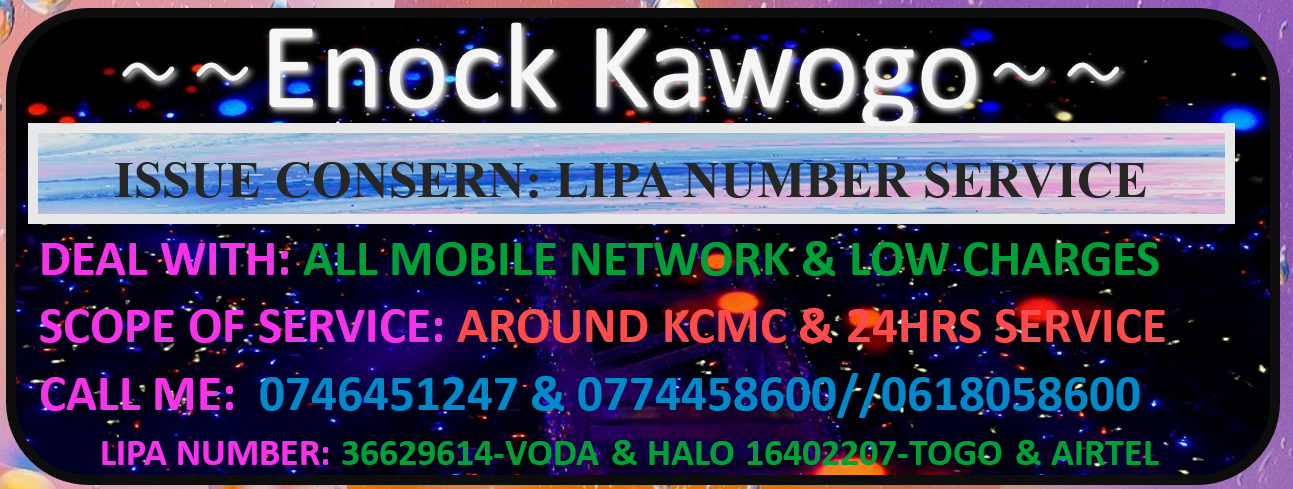 ~~Enock Kawogo~~
ISSUE CONSERN: LIPA NUMBER SERVICE
DEAL WITH: ALL MOBILE NETWORK & LOW CHARGES
SCOPE OF SERVICE: AROUND KCMC & 24HRS SERVICE
CALL ME: 0746451247 & 0774458600//0618058600
LIPA NUMBER: 36629614-VODA & HALO 16402207-TOGO & AIRTEL